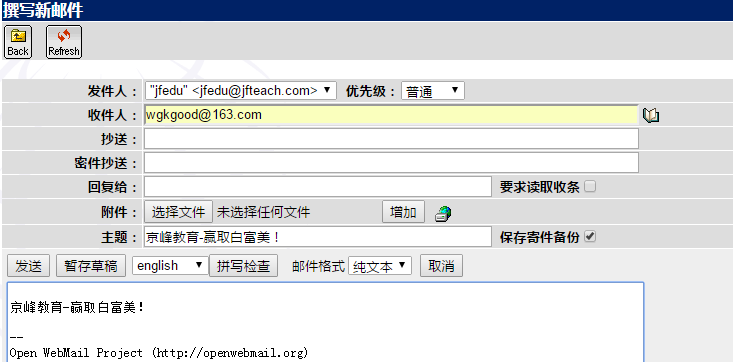 撰写新邮件
Back Refresh
发件人： "jfedu" <jfedu@jfteach.com> 优先级： 普通
收件人： wgkgood@163.com
抄送：
密件抄送：
回复给： 要求读取收条
附件： 选择文件 未选择任何文件 增加
主题： 京峰教育-赢取白富美！ 保存寄件备份
发送 暂存草稿 english 拼写检查 邮件格式 纯文本 取消
京峰教育-赢取白富美！
--
Open WebMail Project (http://openwebmail.org)